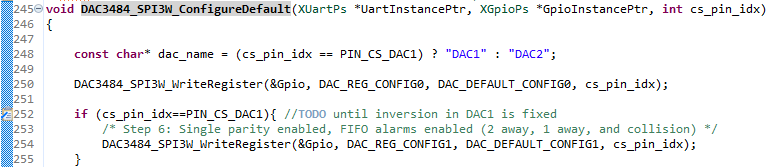 245 void DAC3484_SPI3W_ConfigureDefault(XUartPs *UartInstancePtr, XGpioPs *GpioInstancePtr, int cs_pin_idx)
246 {
247
248     const char* dac_name = (cs_pin_idx == PIN_CS_DAC1) ? "DAC1" : "DAC2";
249
250     DAC3484_SPI3W_WriteRegister(&Gpio, DAC_REG_CONFIG0, DAC_DEFAULT_CONFIG0, cs_pin_idx);
251
252     if (cs_pin_idx==PIN_CS_DAC1){ //TODO until inversion in DAC1 is fixed
253         /* Step 6: Single parity enabled, FIFO alarms enabled (2 away, 1 away, and collision) */
254         DAC3484_SPI3W_WriteRegister(&Gpio, DAC_REG_CONFIG1, DAC_DEFAULT_CONFIG1, cs_pin_idx);
255     }